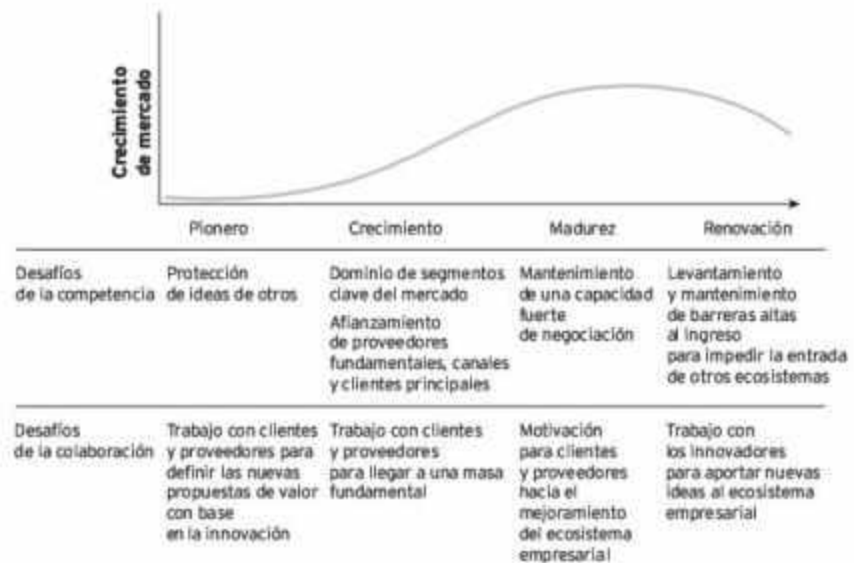 Crecimiento
de mercado
Pionero
Crecimiento
Madurez
Renovación
Desafíos
de la competencia
Protección
de ideas de otros
Dominio de segmentos
clave del mercado
Afianzamiento
de proveedores
fundamentales, canales
y clientes principales
Mantenimiento
de una capacidad
fuerte
de negociación
Levantamiento
y mantenimiento
de barreras altas
al ingreso
para impedir la entrada
de otros ecosistemas
Desafíos
de la colaboración
Trabajo con clientes
y proveedores para
definir las nuevas
propuestas de valor
con base
en la innovación
Trabajo con clientes
y proveedores
para llegar a una masa
fundamental
Motivación
para clientes
y proveedores
hacia el
mejoramiento
del ecosistema
empresarial
Trabajo con
los innovadores
para aportar nuevas
ideas al ecosistema
empresarial